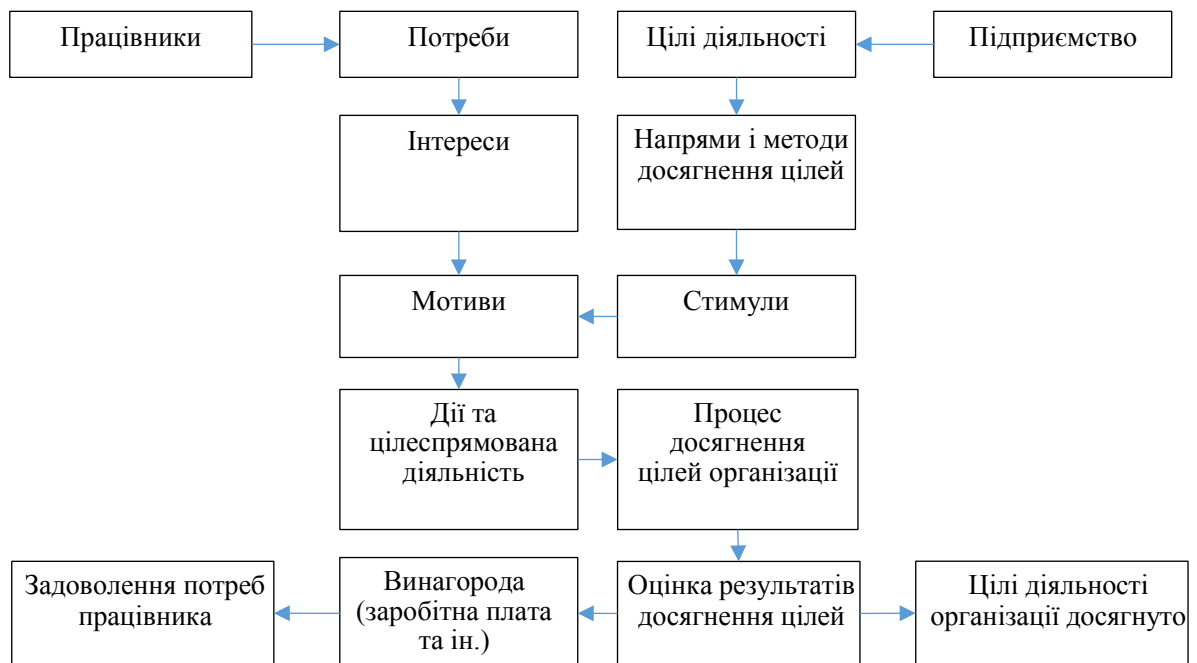 Працівники
Потреби
Цілі діяльності
Підприємство
Інтереси
Напрями і методи
досягнення цілей
Мотиви
Стимули
Дії та
цілеспрямована
діяльність
Процес
досягнення
цілей організації
Задоволення потреб
працівника
Винагорода
(заробітна плата
та ін.)
Оцінка результатів
досягнення цілей
Цілі діяльності
організації досягнуто